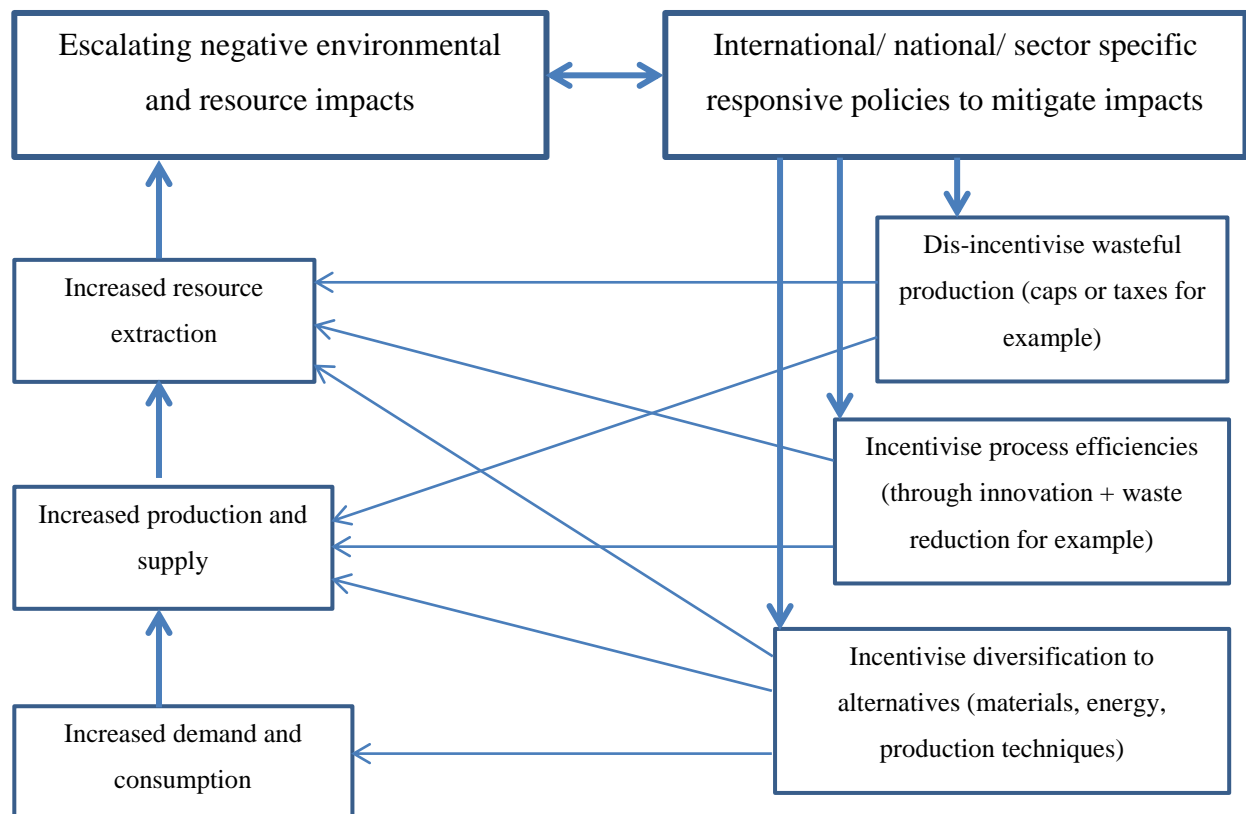 Escalating negative environmental
and resource impacts
International/ national/ sector specific
responsive policies to mitigate impacts
Dis-incentivise wasteful
production (caps or taxes for
example)
Increased resource
extraction
Incentivise process efficiencies
(through innovation + waste
reduction for example)
Increased production and
supply
Incentivise diversification to
alternatives (materials, energy,
production techniques)
Increased demand and
consumption